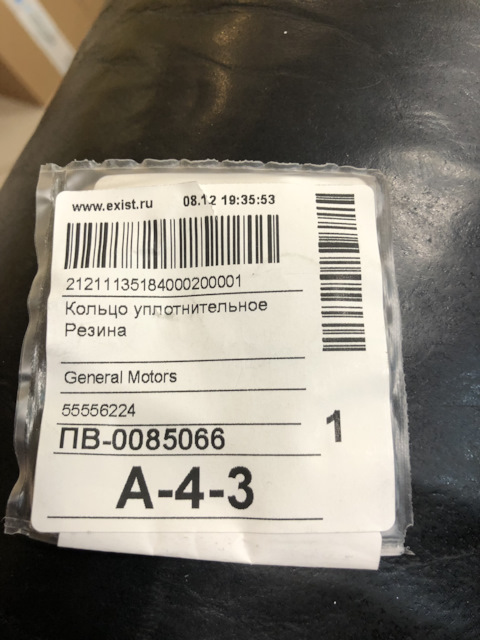 www.exist.ru 08.12 19:35:53
212111135184000200001
Кольцо уплотнительное
Резина
General Motors
55556224
ПВ-0085066
1
А-4-3